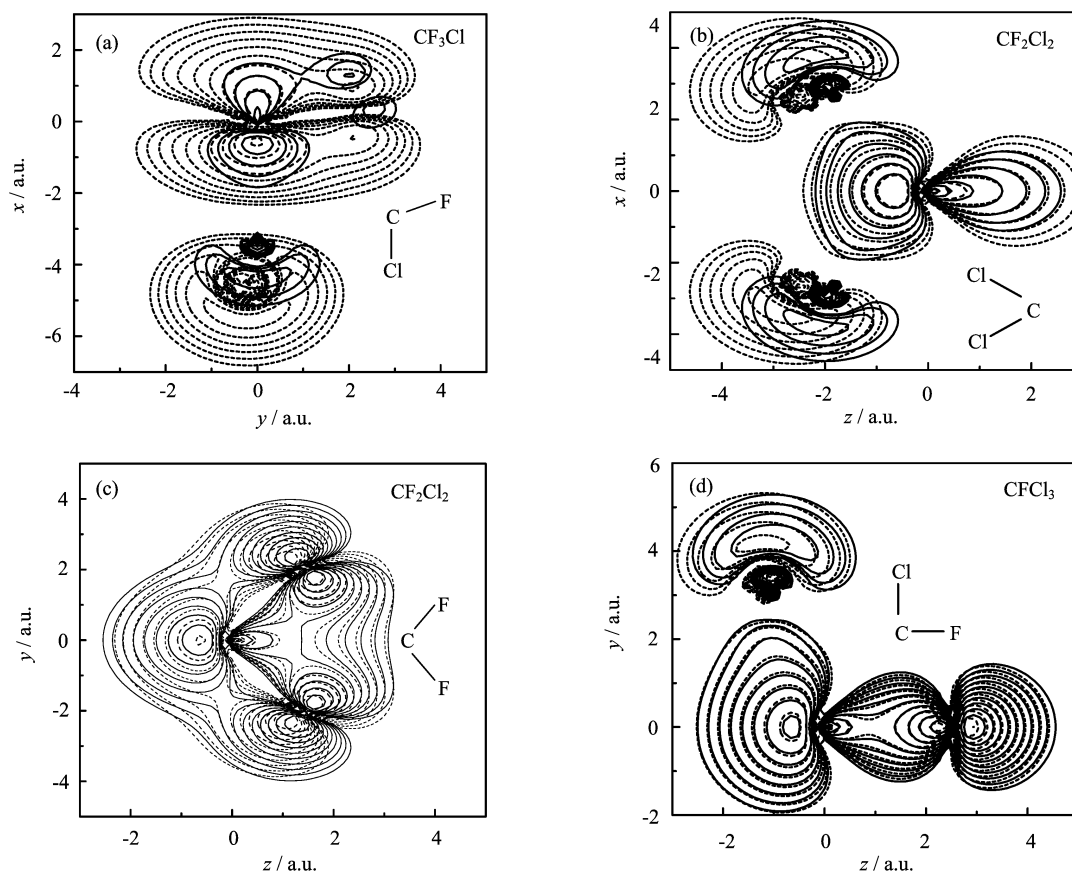 (a) CF3Cl
2
0
-2
-4
-6
x / a.u.
C F
Cl
-4 -2 0 2 4
y / a.u.
(b) CF2Cl2
4
2
0
-2
-4
x / a.u.
Cl
C
Cl
-4 -2 0 2
z / a.u.
(c) CF2Cl2
4
2
0
-2
-4
y / a.u.
F
C
F
-2 0 2 4
z / a.u.
(d) CFCl3
6
4
2
0
-2
y / a.u.
Cl
C F
-2 0 2 4
z / a.u.